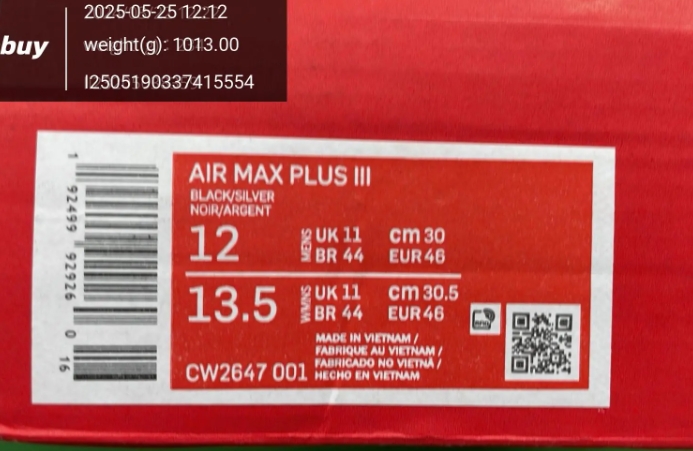 buy
2025-05-25 12:12
weight(g): 1013.00
I2505190337415554
1 92499 92926 0
16
AIR MAX PLUS III
BLACK/SILVER
NOIR/ARGENT
12 MENS UK 11 cm 30
BR 44 EUR 46
13.5 WMNS UK 11 cm 30.5
BR 44 EUR 46
MADE IN VIETNAM /
FABRIQUE AU VIETNAM /
FABRICADO NO VIETNÃ /
HECHO EN VIETNAM
CW2647 001